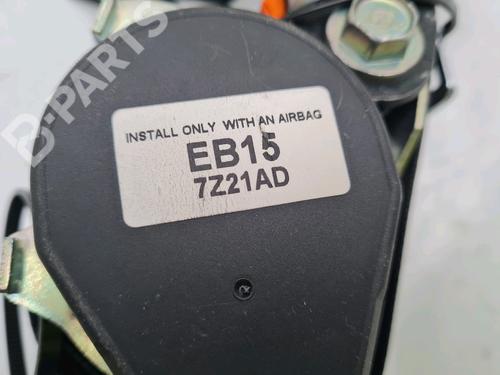 B-PARTS
INSTALL ONLY WITH AN AIRBAG
EB15
7Z21AD